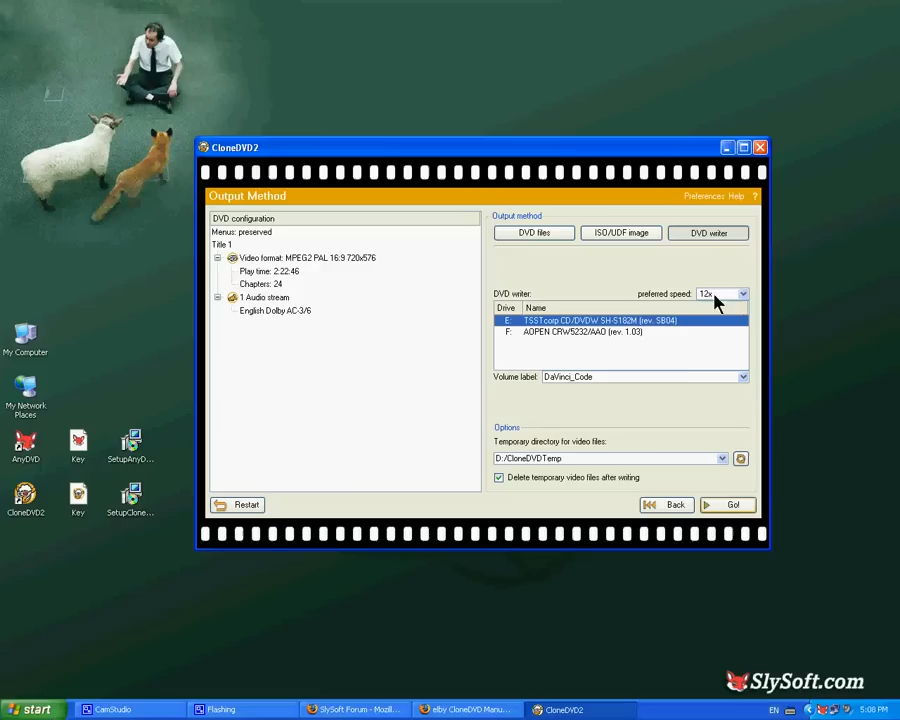 CloneDVD2
Output Method
Preferences Help ?
DVD configuration
Menus: preserved
Title 1
Video format: MPEG2 PAL 16:9 720x576
Play time: 2:22:46
Chapters: 24
1 Audio stream
English Dolby AC-3/6
Output method
DVD files
ISO/UDF image
DVD writer
DVD writer:
preferred speed:
12x
Drive Name
E: TSSTcorp CD/DVDW SH-S182M (rev. SB04)
F: AOPEN CRW5232/AAO (rev. 1.03)
Volume label: DaVinci_Code
Options
Temporary directory for video files:
D:/CloneDVDTemp
Delete temporary video files after writing
Restart
Back
Go!
My Computer
My Network
Places
AnyDVD
Key
SetupAnyD...
CloneDVD2
Key
SetupClone...
SlySoft.com
start
CamStudio
Flashing
SlySoft Forum - Mozill...
elby CloneDVD Manu...
CloneDVD2
EN
5:08 PM